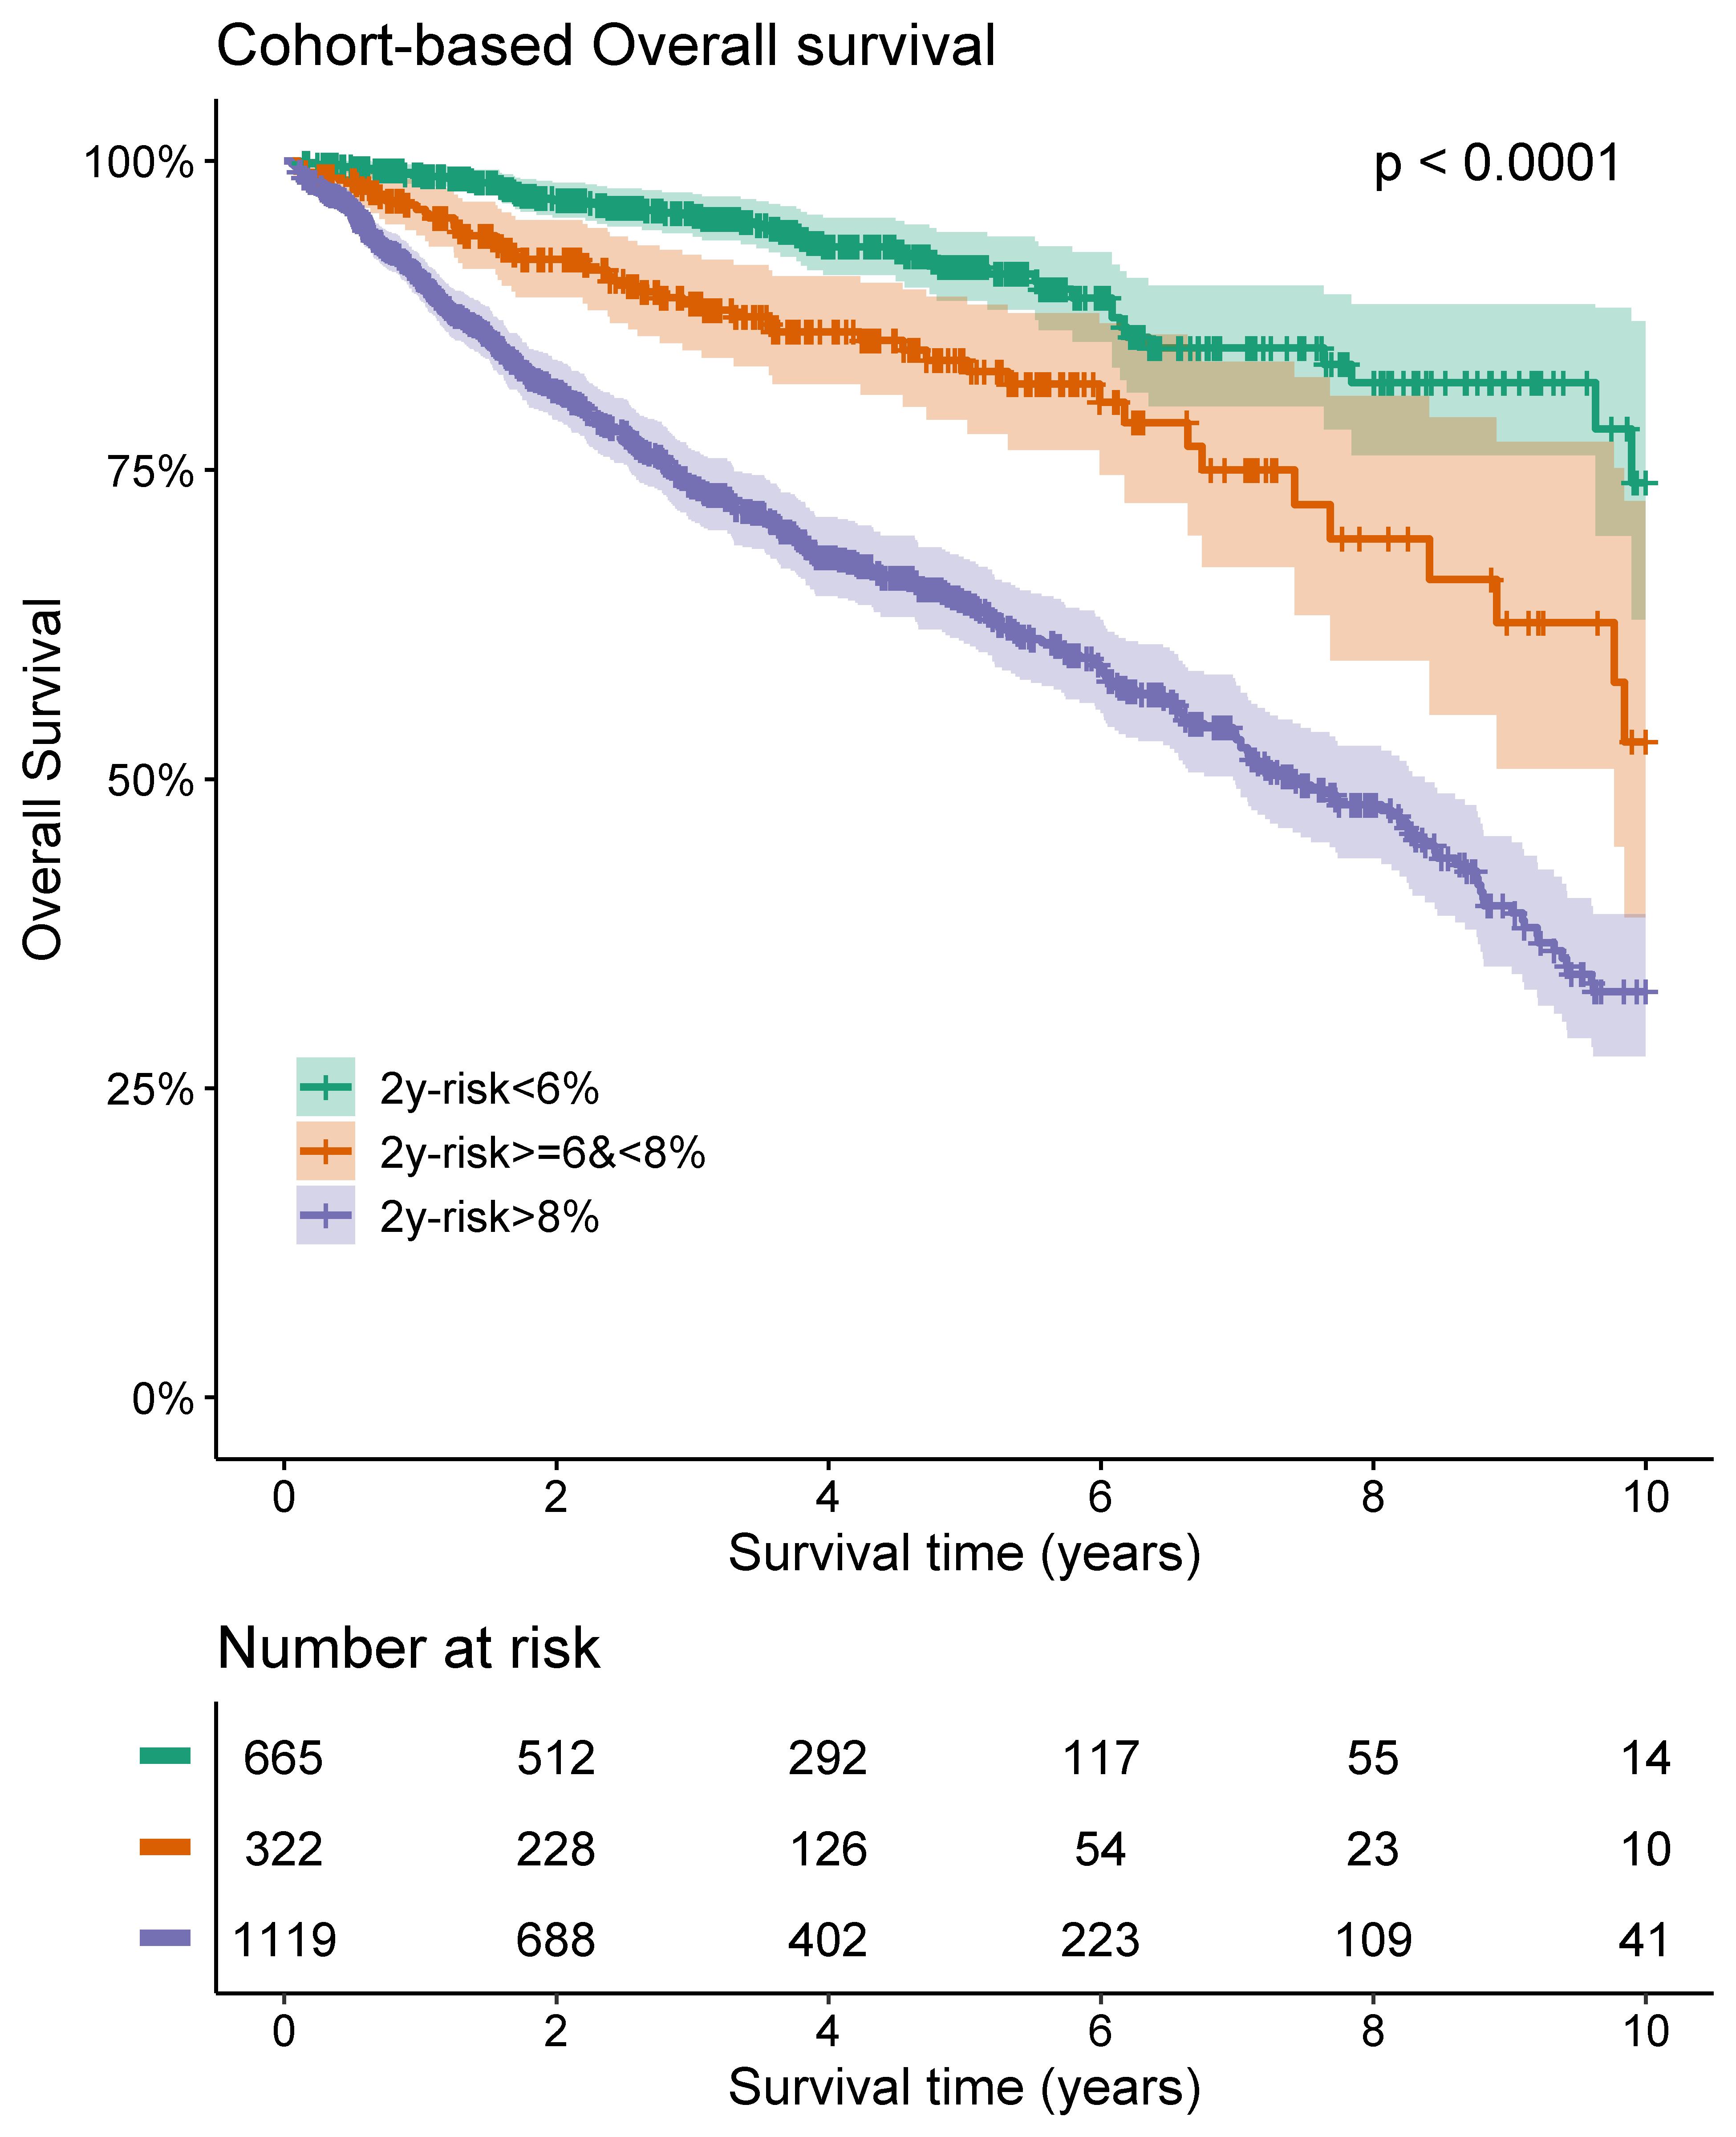 Cohort-based Overall survival
p < 0.0001
100%
75%
50%
25%
0%
Overall Survival
2y-risk<6%
2y-risk>=6&<8%
2y-risk>8%
0 2 4 6 8 10
Survival time (years)
Number at risk
665 512 292 117 55 14
322 228 126 54 23 10
1119 688 402 223 109 41
0 2 4 6 8 10
Survival time (years)